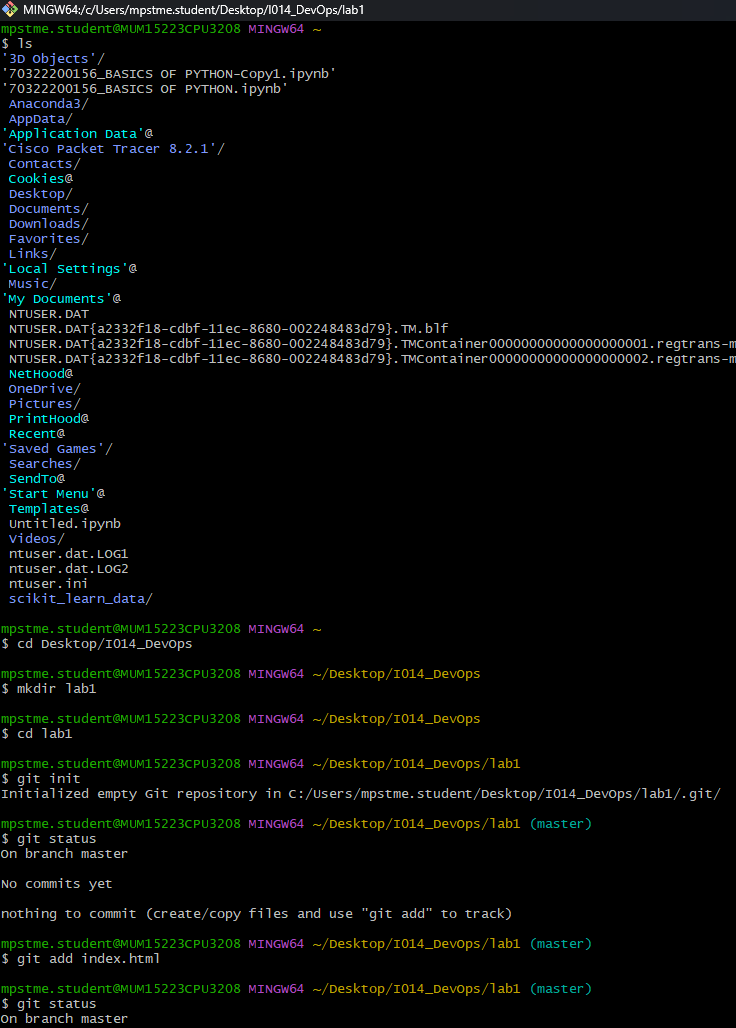 MINGW64:/c/Users/mpstme.student/Desktop/I014_DevOps/lab1
mpstme.student@MUM15223CPU3208 MINGW64 ~
$ ls
'3D Objects'/
'70322200156_BASICS OF PYTHON-Copy1.ipynb'
'70322200156_BASICS OF PYTHON.ipynb'
Anaconda3/
AppData/
'Application Data'@
'Cisco Packet Tracer 8.2.1'/
Contacts/
Cookies@
Desktop/
Documents/
Downloads/
Favorites/
Links/
'Local Settings'@
Music/
'My Documents'@
NTUSER.DAT
NTUSER.DAT{a2332f18-cdbf-11ec-8680-002248483d79}.TM.blf
NTUSER.DAT{a2332f18-cdbf-11ec-8680-002248483d79}.TMContainer00000000000000000001.regtrans-m
NTUSER.DAT{a2332f18-cdbf-11ec-8680-002248483d79}.TMContainer00000000000000000002.regtrans-m
NetHood@
OneDrive/
Pictures/
PrintHood@
Recent@
'Saved Games'/
Searches/
SendTo@
'Start Menu'@
Templates@
Untitled.ipynb
Videos/
ntuser.dat.LOG1
ntuser.dat.LOG2
ntuser.ini
scikit_learn_data/
mpstme.student@MUM15223CPU3208 MINGW64 ~
$ cd Desktop/I014_DevOps
mpstme.student@MUM15223CPU3208 MINGW64 ~/Desktop/I014_DevOps
$ mkdir lab1
mpstme.student@MUM15223CPU3208 MINGW64 ~/Desktop/I014_DevOps
$ cd lab1
mpstme.student@MUM15223CPU3208 MINGW64 ~/Desktop/I014_DevOps/lab1
$ git init
Initialized empty Git repository in C:/Users/mpstme.student/Desktop/I014_DevOps/lab1/.git/
mpstme.student@MUM15223CPU3208 MINGW64 ~/Desktop/I014_DevOps/lab1 (master)
$ git status
On branch master
No commits yet
nothing to commit (create/copy files and use "git add" to track)
mpstme.student@MUM15223CPU3208 MINGW64 ~/Desktop/I014_DevOps/lab1 (master)
$ git add index.html
mpstme.student@MUM15223CPU3208 MINGW64 ~/Desktop/I014_DevOps/lab1 (master)
$ git status
On branch master